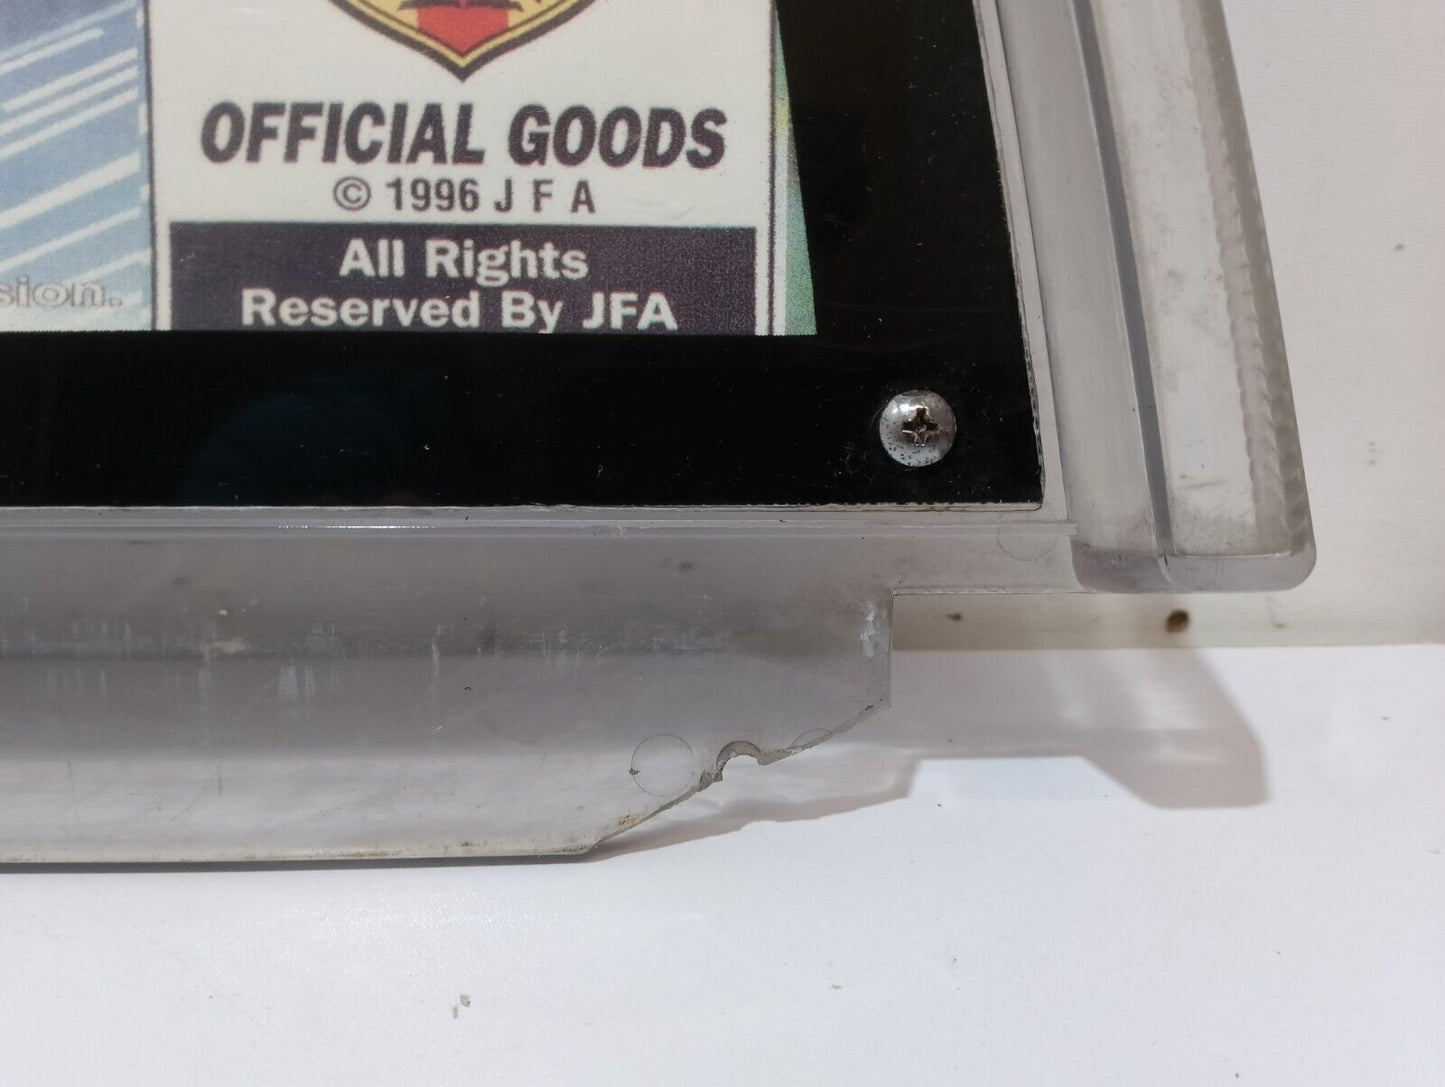 OFFICIAL GOODS
© 1996 J F A
All Rights
Reserved By JFA